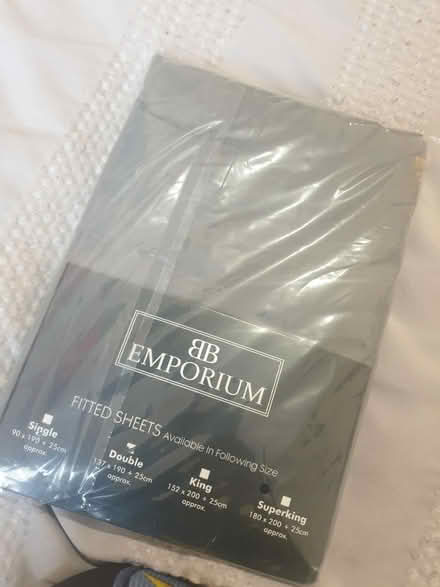 BB
EMPORIUM
FITTED SHEETS Available In Following Size
Single
90 x 190 + 25cm
approx.
Double
137 x 190 + 25cm
approx.
King
152 x 200 + 25cm
approx.
Superking
180 x 200 + 25cm
approx.